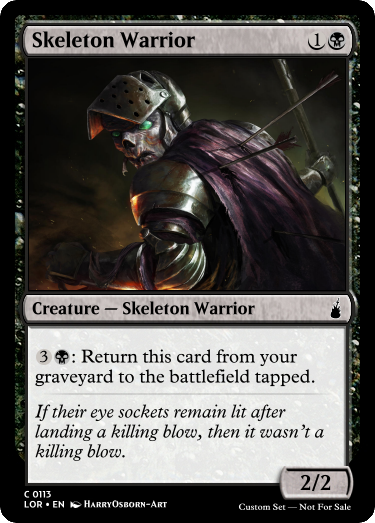 Skeleton Warrior 1
Creature — Skeleton Warrior
3 : Return this card from your
graveyard to the battlefield tapped.
If their eye sockets remain lit after
landing a killing blow, then it wasn't a
killing blow.
2/2
C 0113
LOR • EN HarryOsborn-Art
Custom Set — Not For Sale